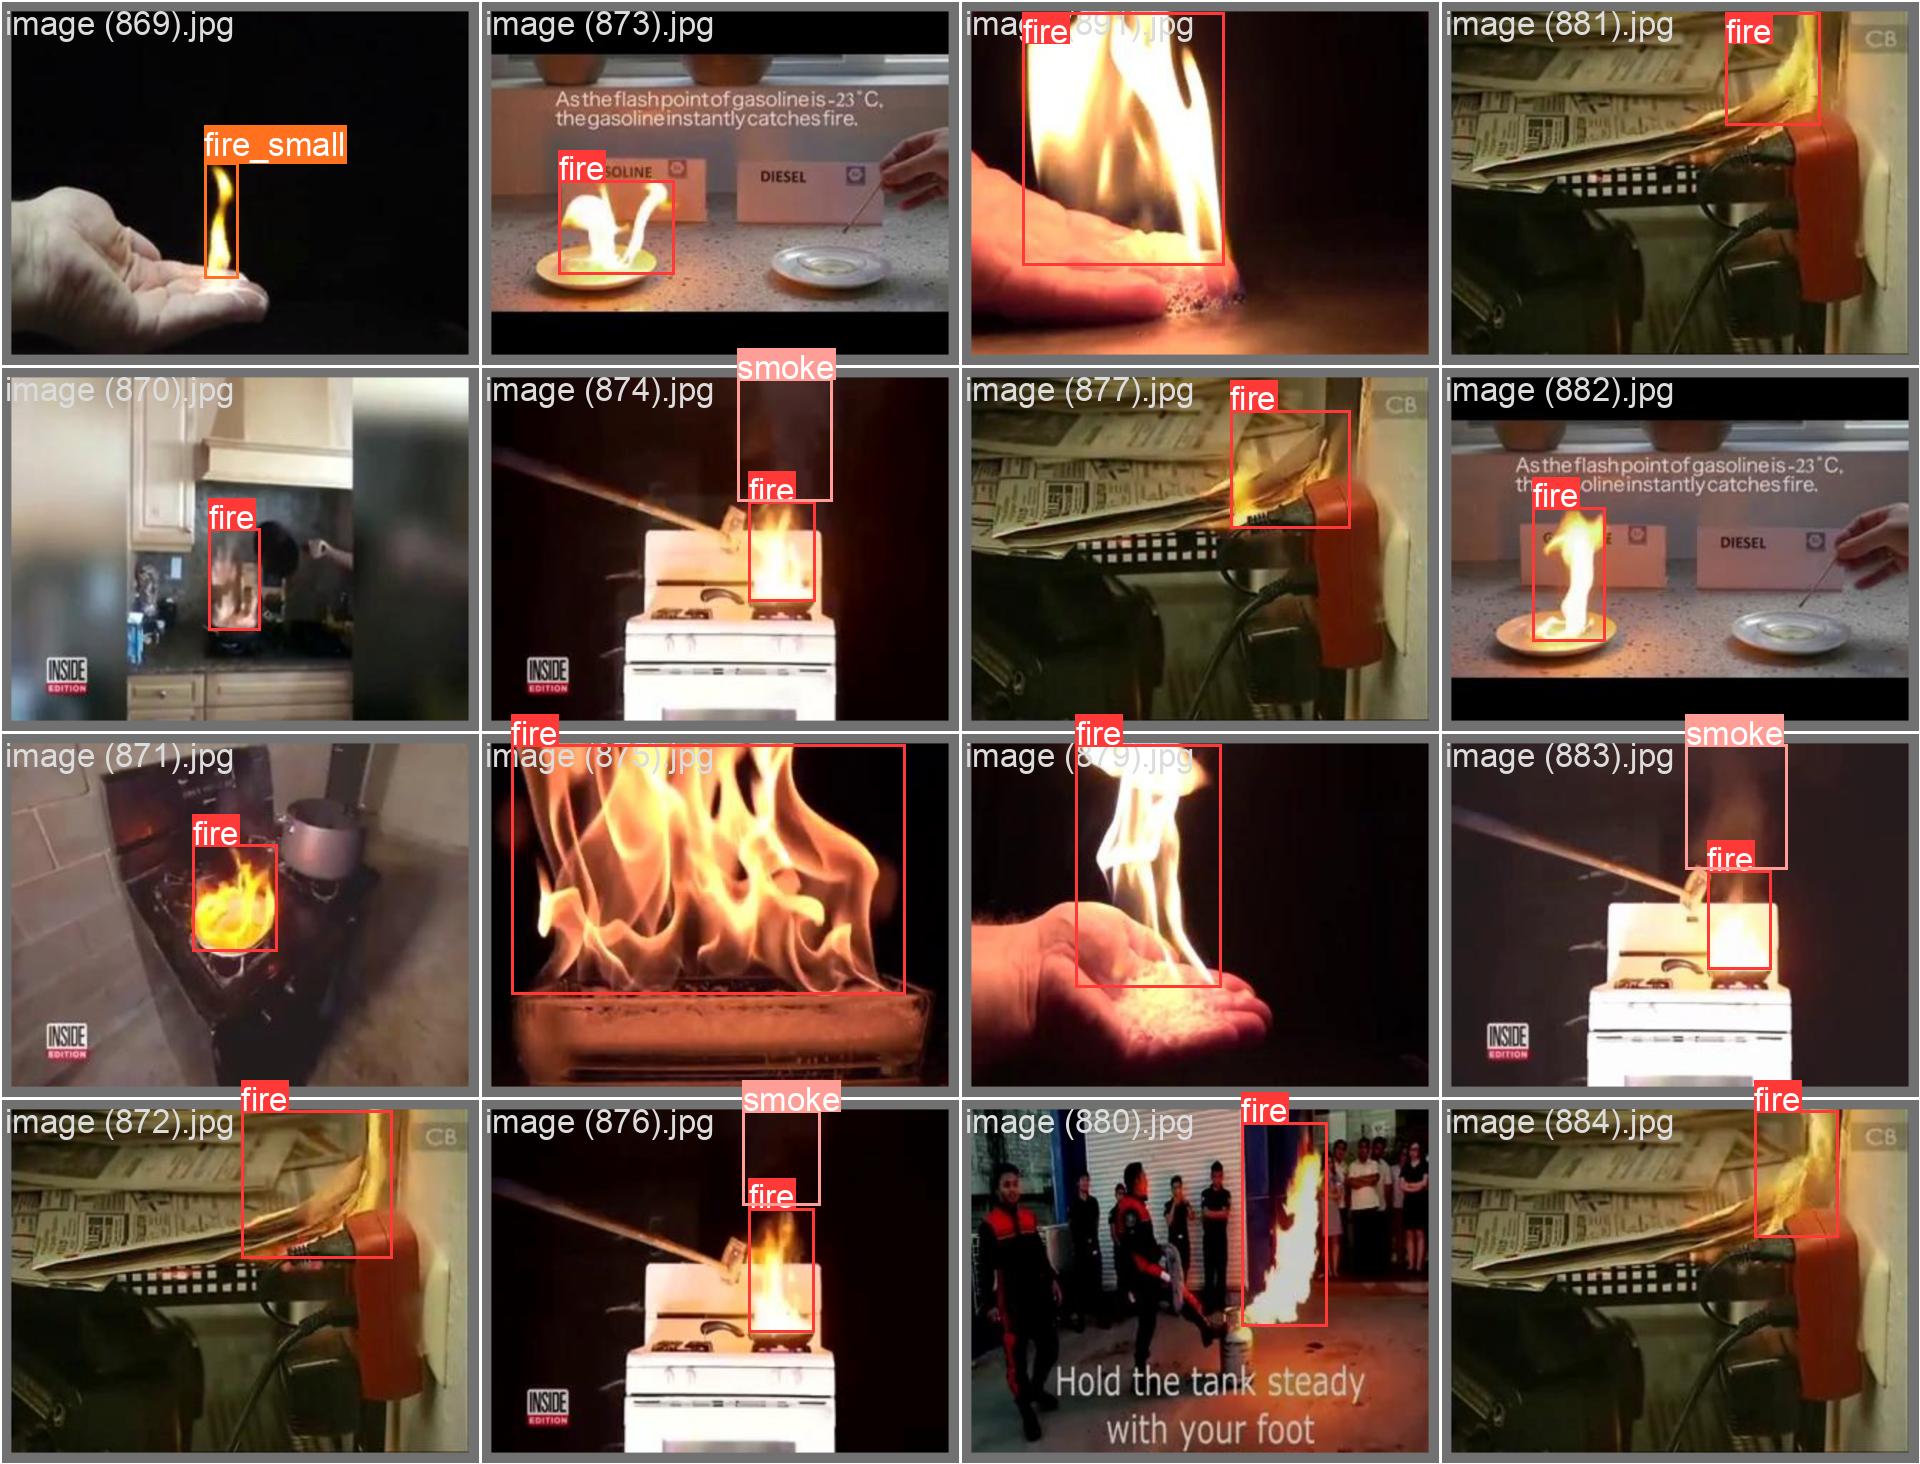 image (869).jpg
fire_small
image (873).jpg
As the flash point of gasoline is -23°C,
the gasoline instantly catches fire.
fire
SOLINE
DIESEL
fire
image (881).jpg
fire
CB
image (870).jpg
fire
INSIDE
EDITION
image (874).jpg
smoke
fire
INSIDE
EDITION
image (877).jpg
fire
CB
image (882).jpg
As the flash point of gasoline is -23°C,
oline instantly catches fire.
fire
DIESEL
image (871).jpg
fire
INSIDE
EDITION
fire
fire
image (883).jpg
smoke
fire
INSIDE
EDITION
image (872).jpg
fire
CB
image (876).jpg
smoke
fire
INSIDE
EDITION
image (880).jpg
fire
Hold the tank steady
with your foot
image (884).jpg
fire
CB